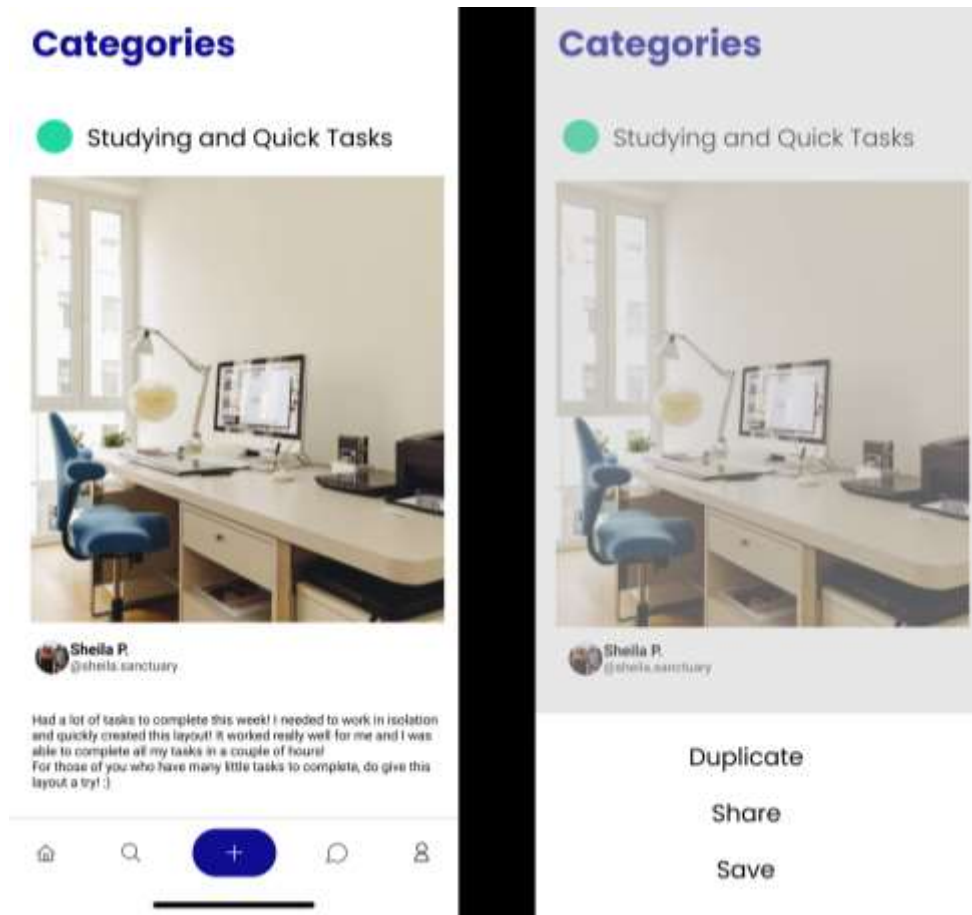 Categories
Studying and Quick Tasks
Sheila P.
@sheila.sanctuary
Had a lot of tasks to complete this week! I needed to work in isolation
and quickly created this layout! It worked really well for me and I was
able to complete all my tasks in a couple of hours!
For those of you who have many little tasks to complete, do give this
layout a try! :)
Categories
Studying and Quick Tasks
Sheila P.
@sheila.sanctuary
Duplicate
Share
Save